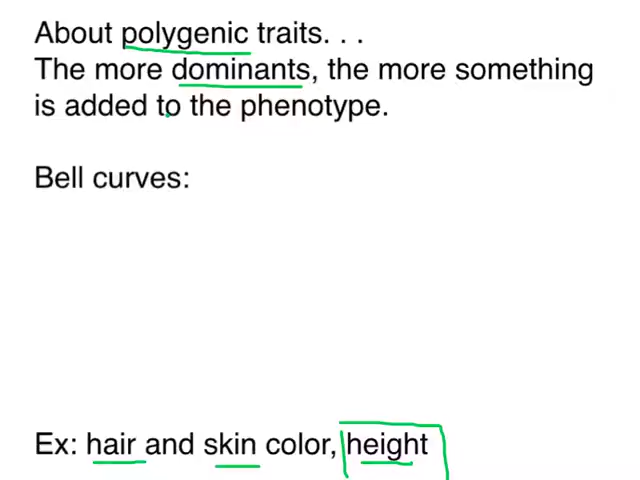 About polygenic traits. . .
The more dominants, the more something
is added to the phenotype.
Bell curves:
Ex: hair and skin color, height